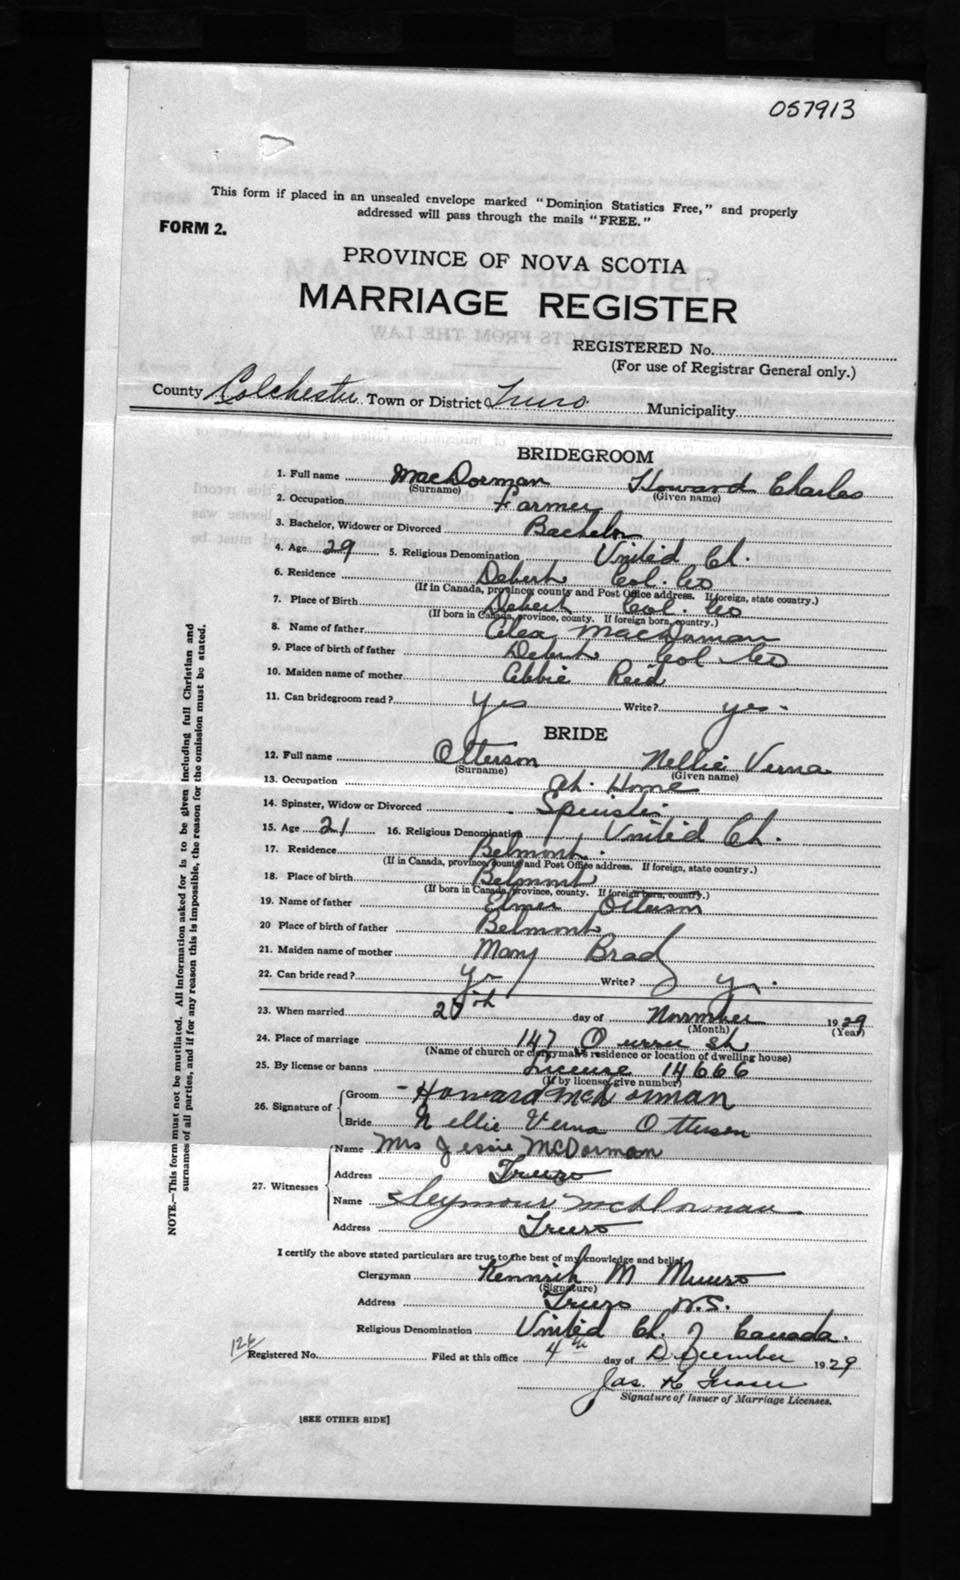 057913
This form if placed in an unsealed envelope marked "Dominion Statistics Free," and properly
addressed will pass through the mails "FREE."
FORM 2.
PROVINCE OF NOVA SCOTIA
MARRIAGE REGISTER
REGISTERED No.
(For use of Registrar General only.)
County Colchester Town or District Truro Municipality
BRIDEGROOM
1. Full name MacDorman Howard Charles
(Surname) (Given name)
2. Occupation Farmer
3. Bachelor, Widower or Divorced Bachelor
4. Age 29 5. Religious Denomination United Ch.
6. Residence Debert Col. Co
(If in Canada, province, county and Post Office address. If foreign, state country.)
7. Place of Birth Debert Col. Co
(If born in Canada, province, county. If foreign born, country.)
8. Name of father Alex MacDorman
9. Place of birth of father Debert Col Co
10. Maiden name of mother Abbie Reid
11. Can bridegroom read? Yes Write? yes.
BRIDE
12. Full name Otterson Nellie Verna
(Surname) (Given name)
13. Occupation At Home
14. Spinster, Widow or Divorced Spinster
15. Age 21 16. Religious Denomination United Ch.
17. Residence Belmont
(If in Canada, province, county and Post Office address. If foreign, state country.)
18. Place of birth Belmont
(If born in Canada, province, county. If foreign born, country.)
19. Name of father Elmer Otterson
20 Place of birth of father Belmont
21. Maiden name of mother Mary
22. Can bride read? Write?
23. When married day of November 1929
(Month) (Year)
24. Place of marriage 147 Queen St
(Name of church or clergyman's residence or location of dwelling house)
25. By license or banns License 14666
(If by license, give number)
26. Signature of Groom Howard McDorman
Bride Nellie Verna Otterson
27. Witnesses Name Mrs Jessie McDorman
Address Truro
Name Seymour McDorman
Address Truro
I certify the above stated particulars are true to the best of my knowledge and belief.
Clergyman M Munro
(Signature)
Address Truro N.S.
Religious Denomination United Ch. of Canada.
126
Registered No. Filed at this office 4th day of December 1929
Jas. Fraser
Signature of Issuer of Marriage Licenses.
[SEE OTHER SIDE]
NOTE.—This form must not be mutilated. All information asked for is to be given including full Christian and
surnames of all parties, and if for any reason this is impossible, the reason for the omission must be stated.